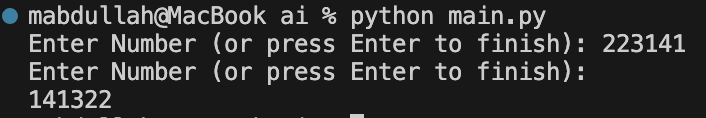 mabdullah@MacBook ai % python main.py
Enter Number (or press Enter to finish): 223141
Enter Number (or press Enter to finish):
141322